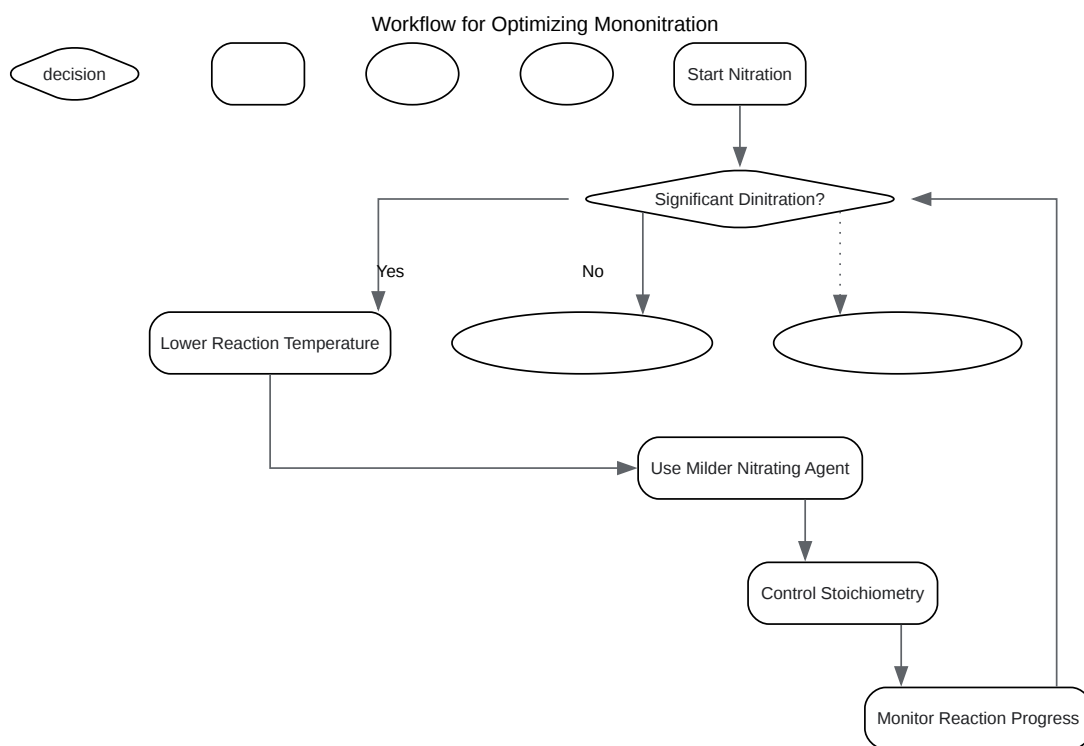 Workflow for Optimizing Mononitration
decision
Start Nitration
Significant Dinitration?
Yes
No
Lower Reaction Temperature
Use Milder Nitrating Agent
Control Stoichiometry
Monitor Reaction Progress